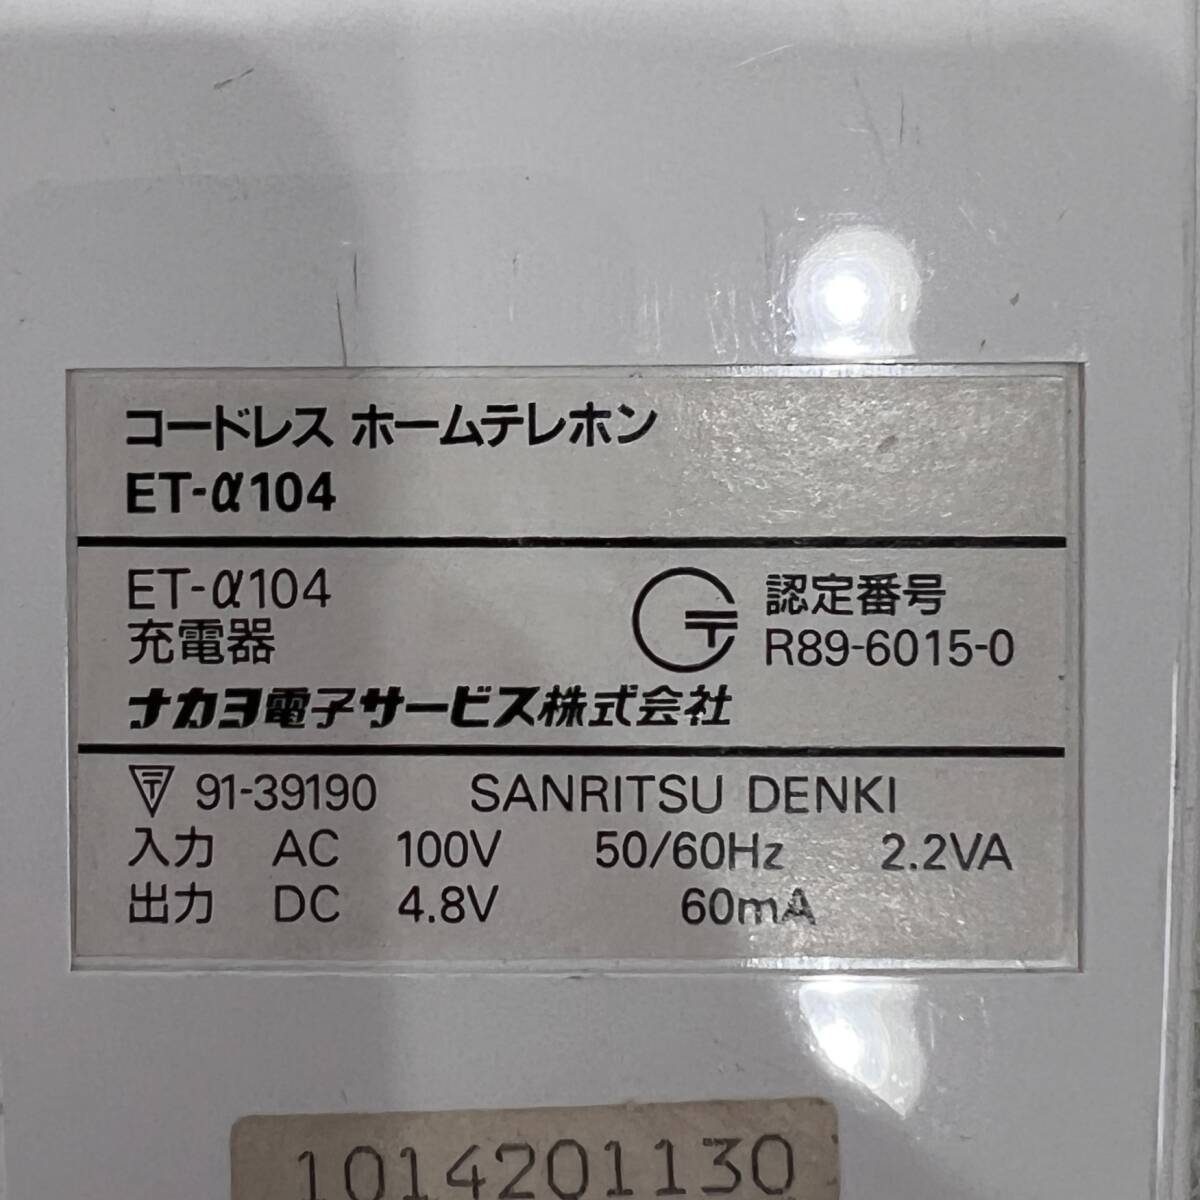 コードレス ホームテレホン
ET-α104
ET-α104
充電器
認定番号
R89-6015-0
ナカヨ電子サービス株式会社
〒 91-39190 SANRITSU DENKI
入力 AC 100V 50/60Hz 2.2VA
出力 DC 4.8V 60mA
1014201130